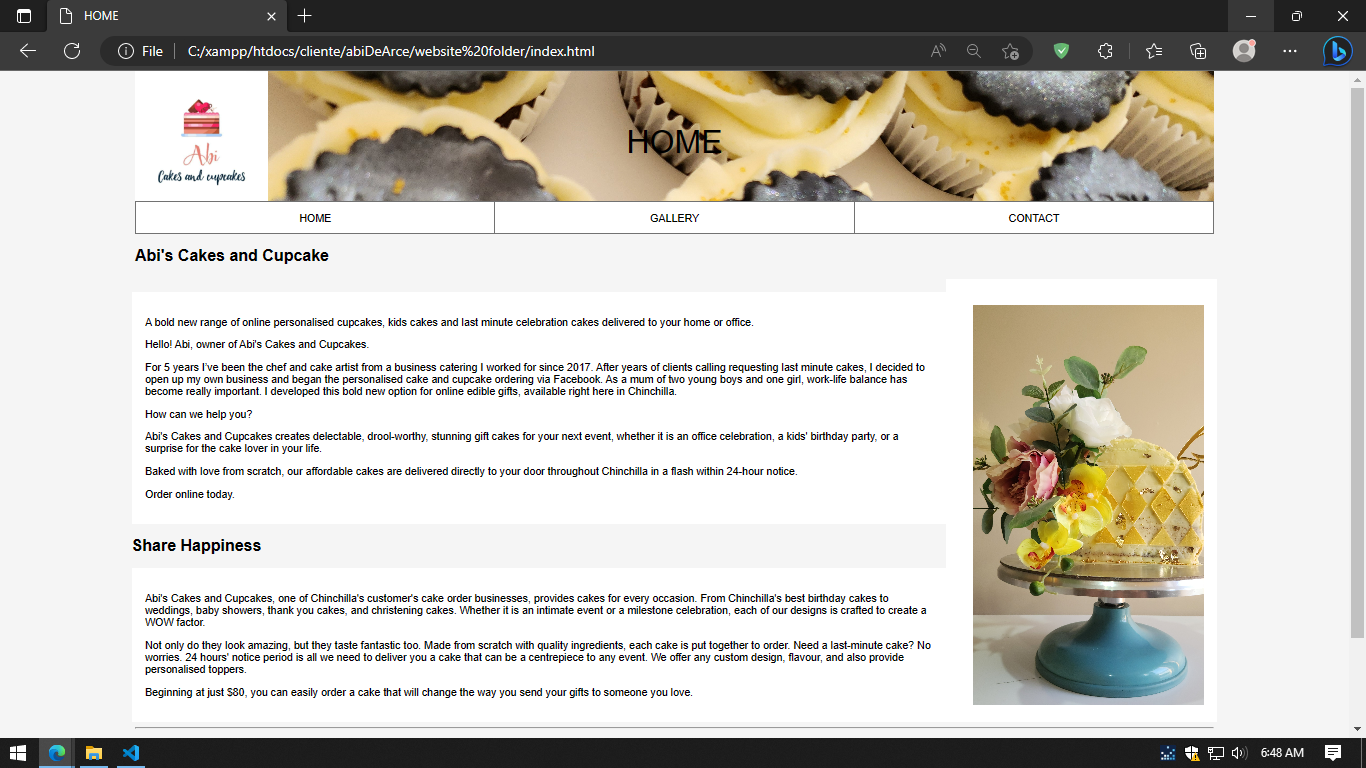 HOME
File
C:/xampp/htdocs/cliente/abiDeArce/website%20folder/index.html
Abi
Cakes and cupcakes
HOME
HOME
GALLERY
CONTACT
Abi's Cakes and Cupcake
A bold new range of online personalised cupcakes, kids cakes and last minute celebration cakes delivered to your home or office.
Hello! Abi, owner of Abi's Cakes and Cupcakes.
For 5 years I've been the chef and cake artist from a business catering I worked for since 2017. After years of clients calling requesting last minute cakes, I decided to
open up my own business and began the personalised cake and cupcake ordering via Facebook. As a mum of two young boys and one girl, work-life balance has
become really important. I developed this bold new option for online edible gifts, available right here in Chinchilla.
How can we help you?
Abi's Cakes and Cupcakes creates delectable, drool-worthy, stunning gift cakes for your next event, whether it is an office celebration, a kids' birthday party, or a
surprise for the cake lover in your life.
Baked with love from scratch, our affordable cakes are delivered directly to your door throughout Chinchilla in a flash within 24-hour notice.
Order online today.
Share Happiness
Abi's Cakes and Cupcakes, one of Chinchilla's customer's cake order businesses, provides cakes for every occasion. From Chinchilla's best birthday cakes to
weddings, baby showers, thank you cakes, and christening cakes. Whether it is an intimate event or a milestone celebration, each of our designs is crafted to create a
WOW factor.
Not only do they look amazing, but they taste fantastic too. Made from scratch with quality ingredients, each cake is put together to order. Need a last-minute cake? No
worries. 24 hours' notice period is all we need to deliver you a cake that can be a centrepiece to any event. We offer any custom design, flavour, and also provide
personalised toppers.
Beginning at just $80, you can easily order a cake that will change the way you send your gifts to someone you love.
6:48 AM